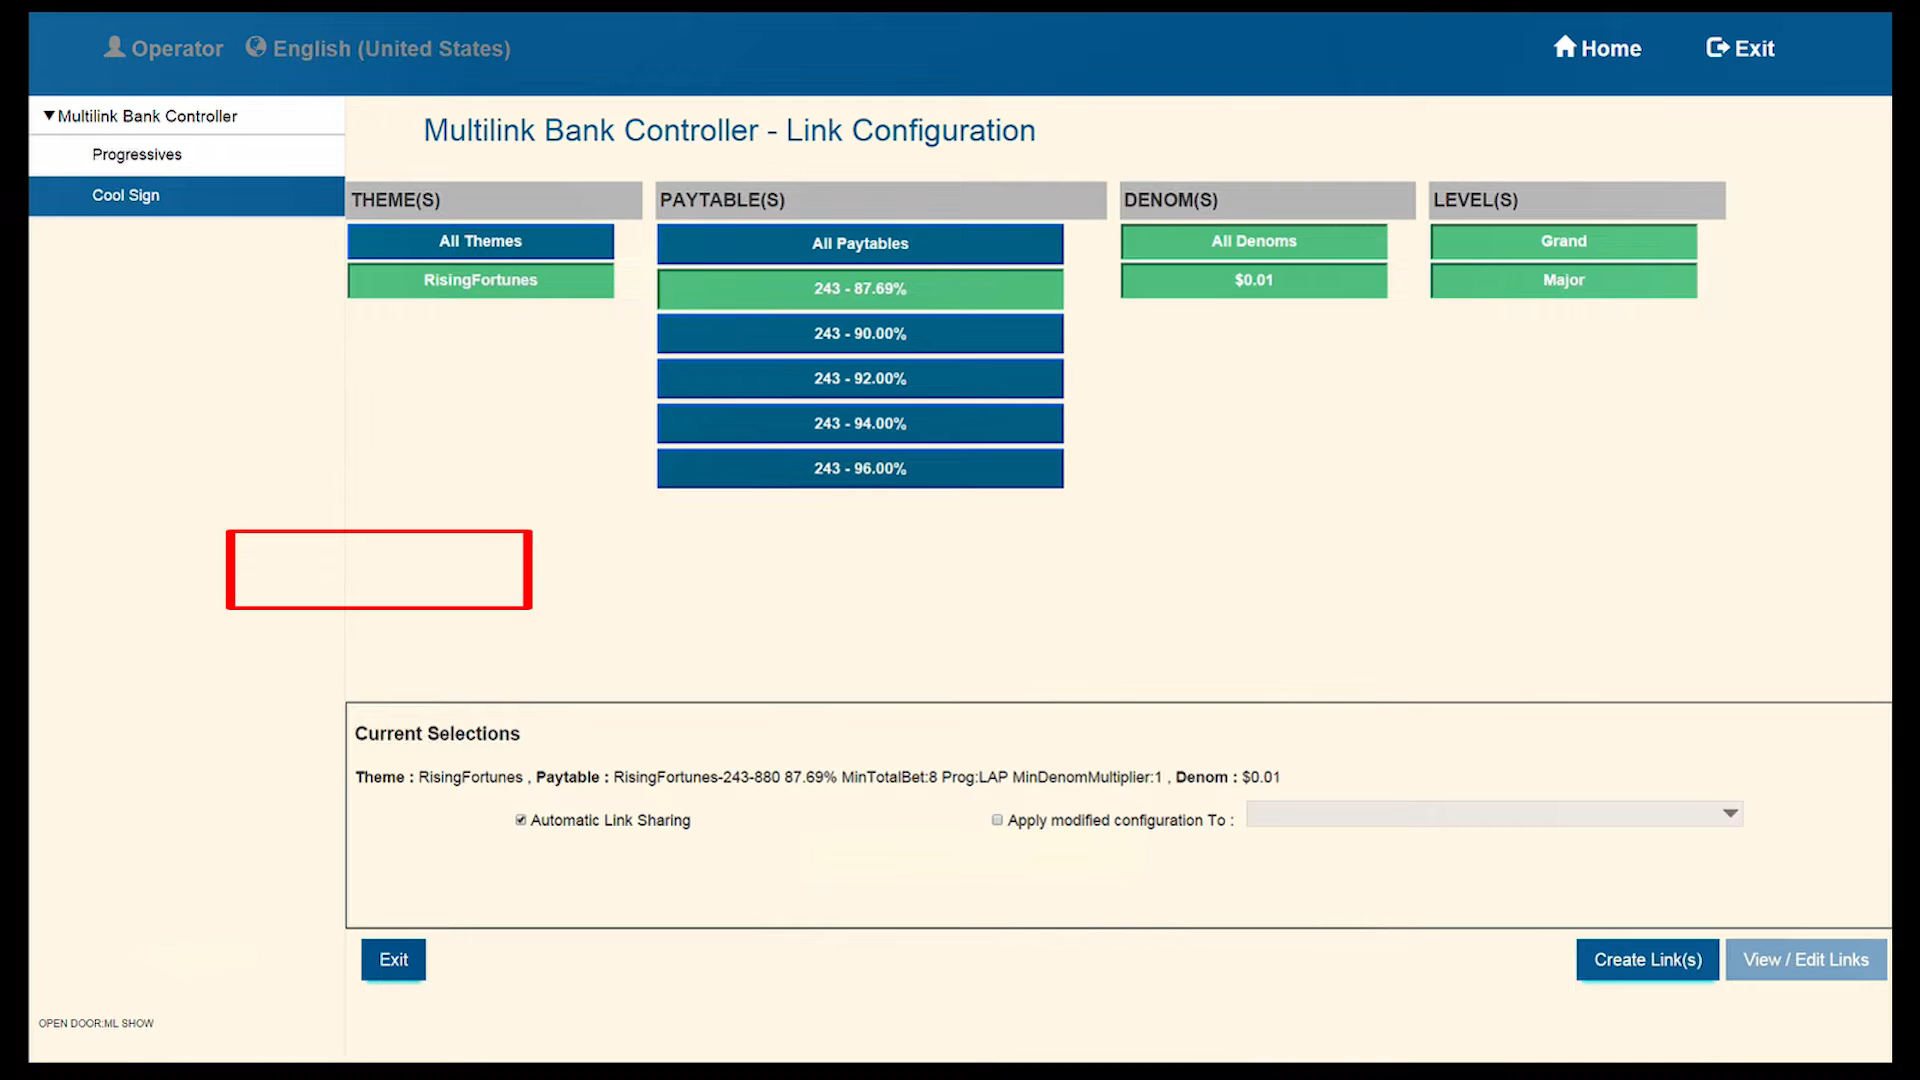 Operator English (United States) Home Exit
Multilink Bank Controller
Progressives
Cool Sign
Multilink Bank Controller - Link Configuration
THEME(S) PAYTABLE(S) DENOM(S) LEVEL(S)
All Themes All Paytables All Denoms Grand
RisingFortunes 243 - 87.69% $0.01 Major
243 - 90.00%
243 - 92.00%
243 - 94.00%
243 - 96.00%
Current Selections
Theme : RisingFortunes , Paytable : RisingFortunes-243-880 87.69% MinTotalBet:8 Prog:LAP MinDenomMultiplier:1 , Denom : $0.01
Automatic Link Sharing Apply modified configuration To :
Exit Create Link(s) View / Edit Links
OPEN DOOR:ML SHOW